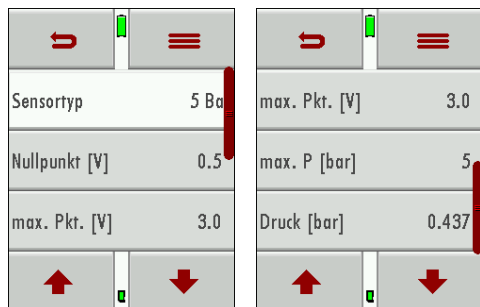 Sensortyp 5 Ba
Nullpunkt [V] 0.5
max. Pkt. [V] 3.0
max. Pkt. [V] 3.0
max. P [bar] 5
Druck [bar] 0.437